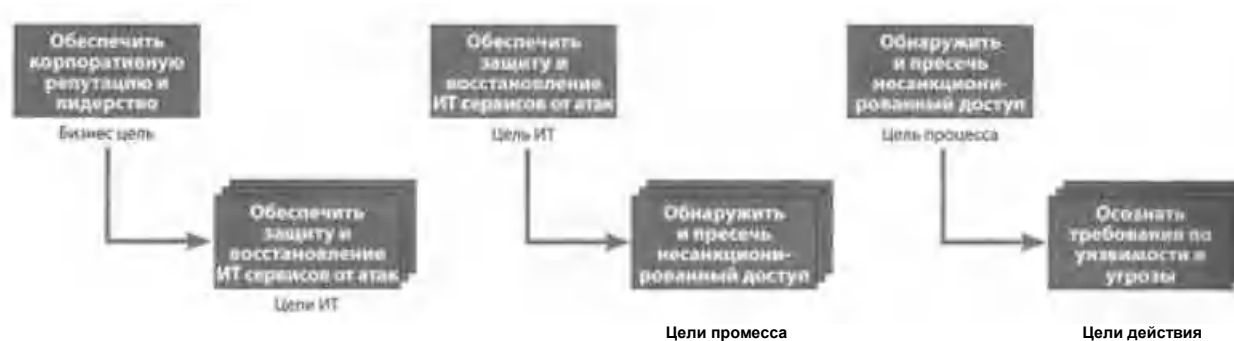 Обеспечить
корпоративную
репутацию и
лидерство
Бизнес цель
Обеспечить
защиту и
восстановление
ИТ сервисов от атак
Цели ИТ
Обеспечить
защиту и
восстановление
ИТ сервисов от атак
Цель ИТ
Обнаружить
и пресечь
несанкциони-
рованный доступ
Цели промесса
Обнаружить
и пресечь
несанкциони-
рованный доступ
Цель процесса
Осознать
требования по
уязвимости и
угрозы
Цели действия